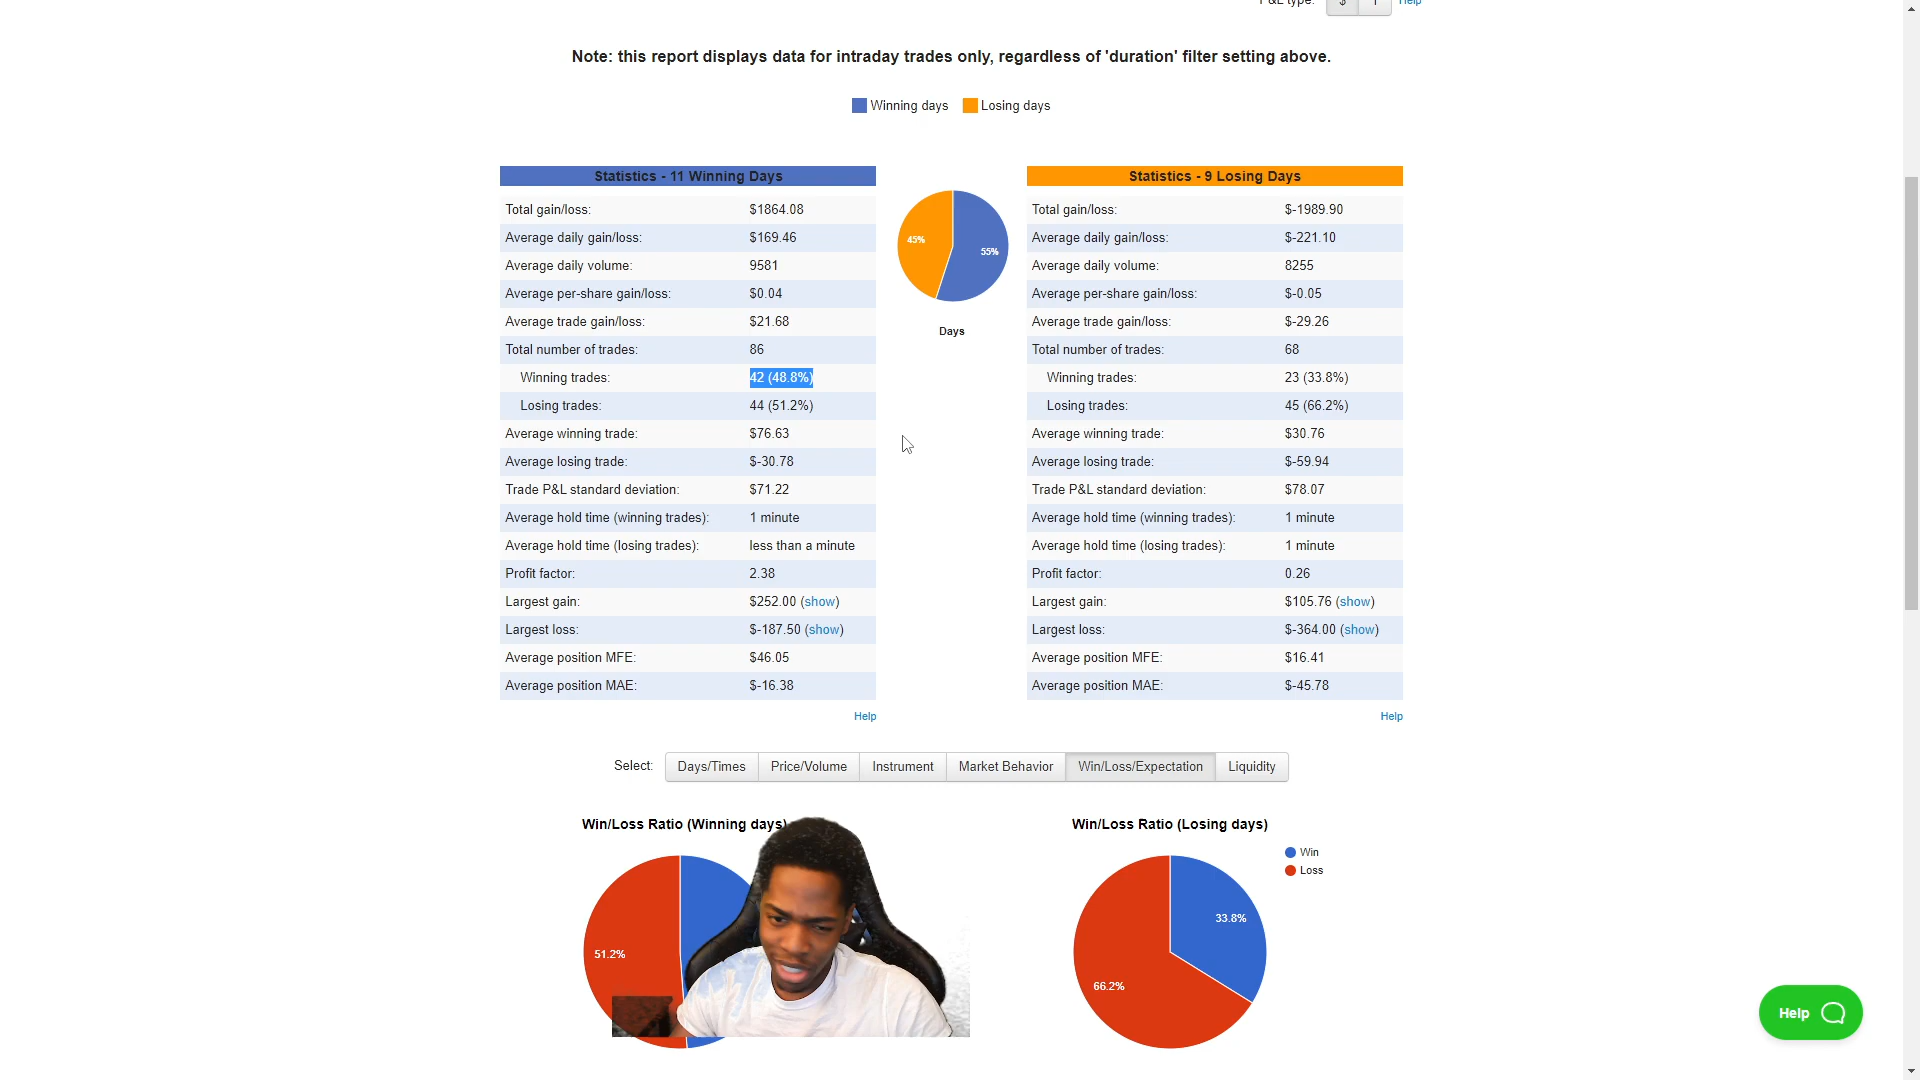 P&L type: $ Help
Note: this report displays data for intraday trades only, regardless of 'duration' filter setting above.
Winning days Losing days
Statistics - 11 Winning Days
Total gain/loss: $1864.08
Average daily gain/loss: $169.46
Average daily volume: 9581
Average per-share gain/loss: $0.04
Average trade gain/loss: $21.68
Total number of trades: 86
Winning trades: 42 (48.8%)
Losing trades: 44 (51.2%)
Average winning trade: $76.63
Average losing trade: $-30.78
Trade P&L standard deviation: $71.22
Average hold time (winning trades): 1 minute
Average hold time (losing trades): less than a minute
Profit factor: 2.38
Largest gain: $252.00 (show)
Largest loss: $-187.50 (show)
Average position MFE: $46.05
Average position MAE: $-16.38
Help
45%
55%
Days
Statistics - 9 Losing Days
Total gain/loss: $-1989.90
Average daily gain/loss: $-221.10
Average daily volume: 8255
Average per-share gain/loss: $-0.05
Average trade gain/loss: $-29.26
Total number of trades: 68
Winning trades: 23 (33.8%)
Losing trades: 45 (66.2%)
Average winning trade: $30.76
Average losing trade: $-59.94
Trade P&L standard deviation: $78.07
Average hold time (winning trades): 1 minute
Average hold time (losing trades): 1 minute
Profit factor: 0.26
Largest gain: $105.76 (show)
Largest loss: $-364.00 (show)
Average position MFE: $16.41
Average position MAE: $-45.78
Help
Select: Days/Times Price/Volume Instrument Market Behavior Win/Loss/Expectation Liquidity
Win/Loss Ratio (Winning days)
51.2%
Win/Loss Ratio (Losing days)
Win
Loss
33.8%
66.2%
Help